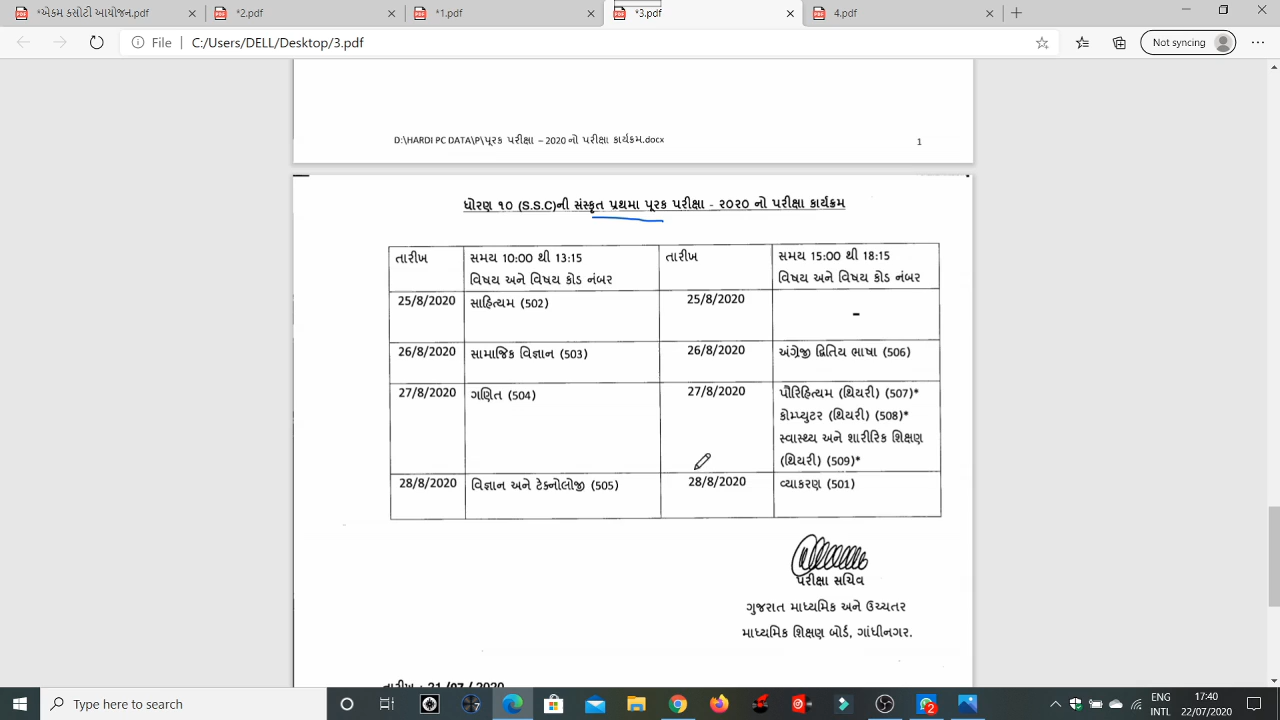 *એકમ કસોટી આયોજન.pdf
*2.pdf
*1.pdf
*3.pdf
4.pdf
File
C:/Users/DELL/Desktop/3.pdf
Not syncing
D:\HARDI PC DATA\P\પૂરક પરીક્ષા – 2020 નો પરીક્ષા કાર્યક્રમ.docx 1
ધોરણ ૧૦ (S.S.C)ની સંસ્કૃત પ્રથમા પૂરક પરીક્ષા - ૨૦૨૦ નો પરીક્ષા કાર્યક્રમ
તારીખ સમય 10:00 થી 13:15 તારીખ સમય 15:00 થી 18:15
વિષય અને વિષય કોડ નંબર વિષય અને વિષય કોડ નંબર
25/8/2020 સાહિત્યમ (502) 25/8/2020 -
26/8/2020 સામાજિક વિજ્ઞાન (503) 26/8/2020 અંગ્રેજી દ્વિતિય ભાષા (506)
27/8/2020 ગણિત (504) 27/8/2020 પૌરિહિત્યમ (થિયરી) (507)*
કોમ્પ્યુટર (થિયરી) (508)*
સ્વાસ્થ્ય અને શારીરિક શિક્ષણ
(થિયરી) (509)*
28/8/2020 વિજ્ઞાન અને ટેક્નોલોજી (505) 28/8/2020 વ્યાકરણ (501)
પરીક્ષા સચિવ
ગુજરાત માધ્યમિક અને ઉચ્ચતર
માધ્યમિક શિક્ષણ બોર્ડ, ગાંધીનગર.
તારીખ : 21/07/2020
Type here to search
2
ENG
INTL
17:40
22/07/2020